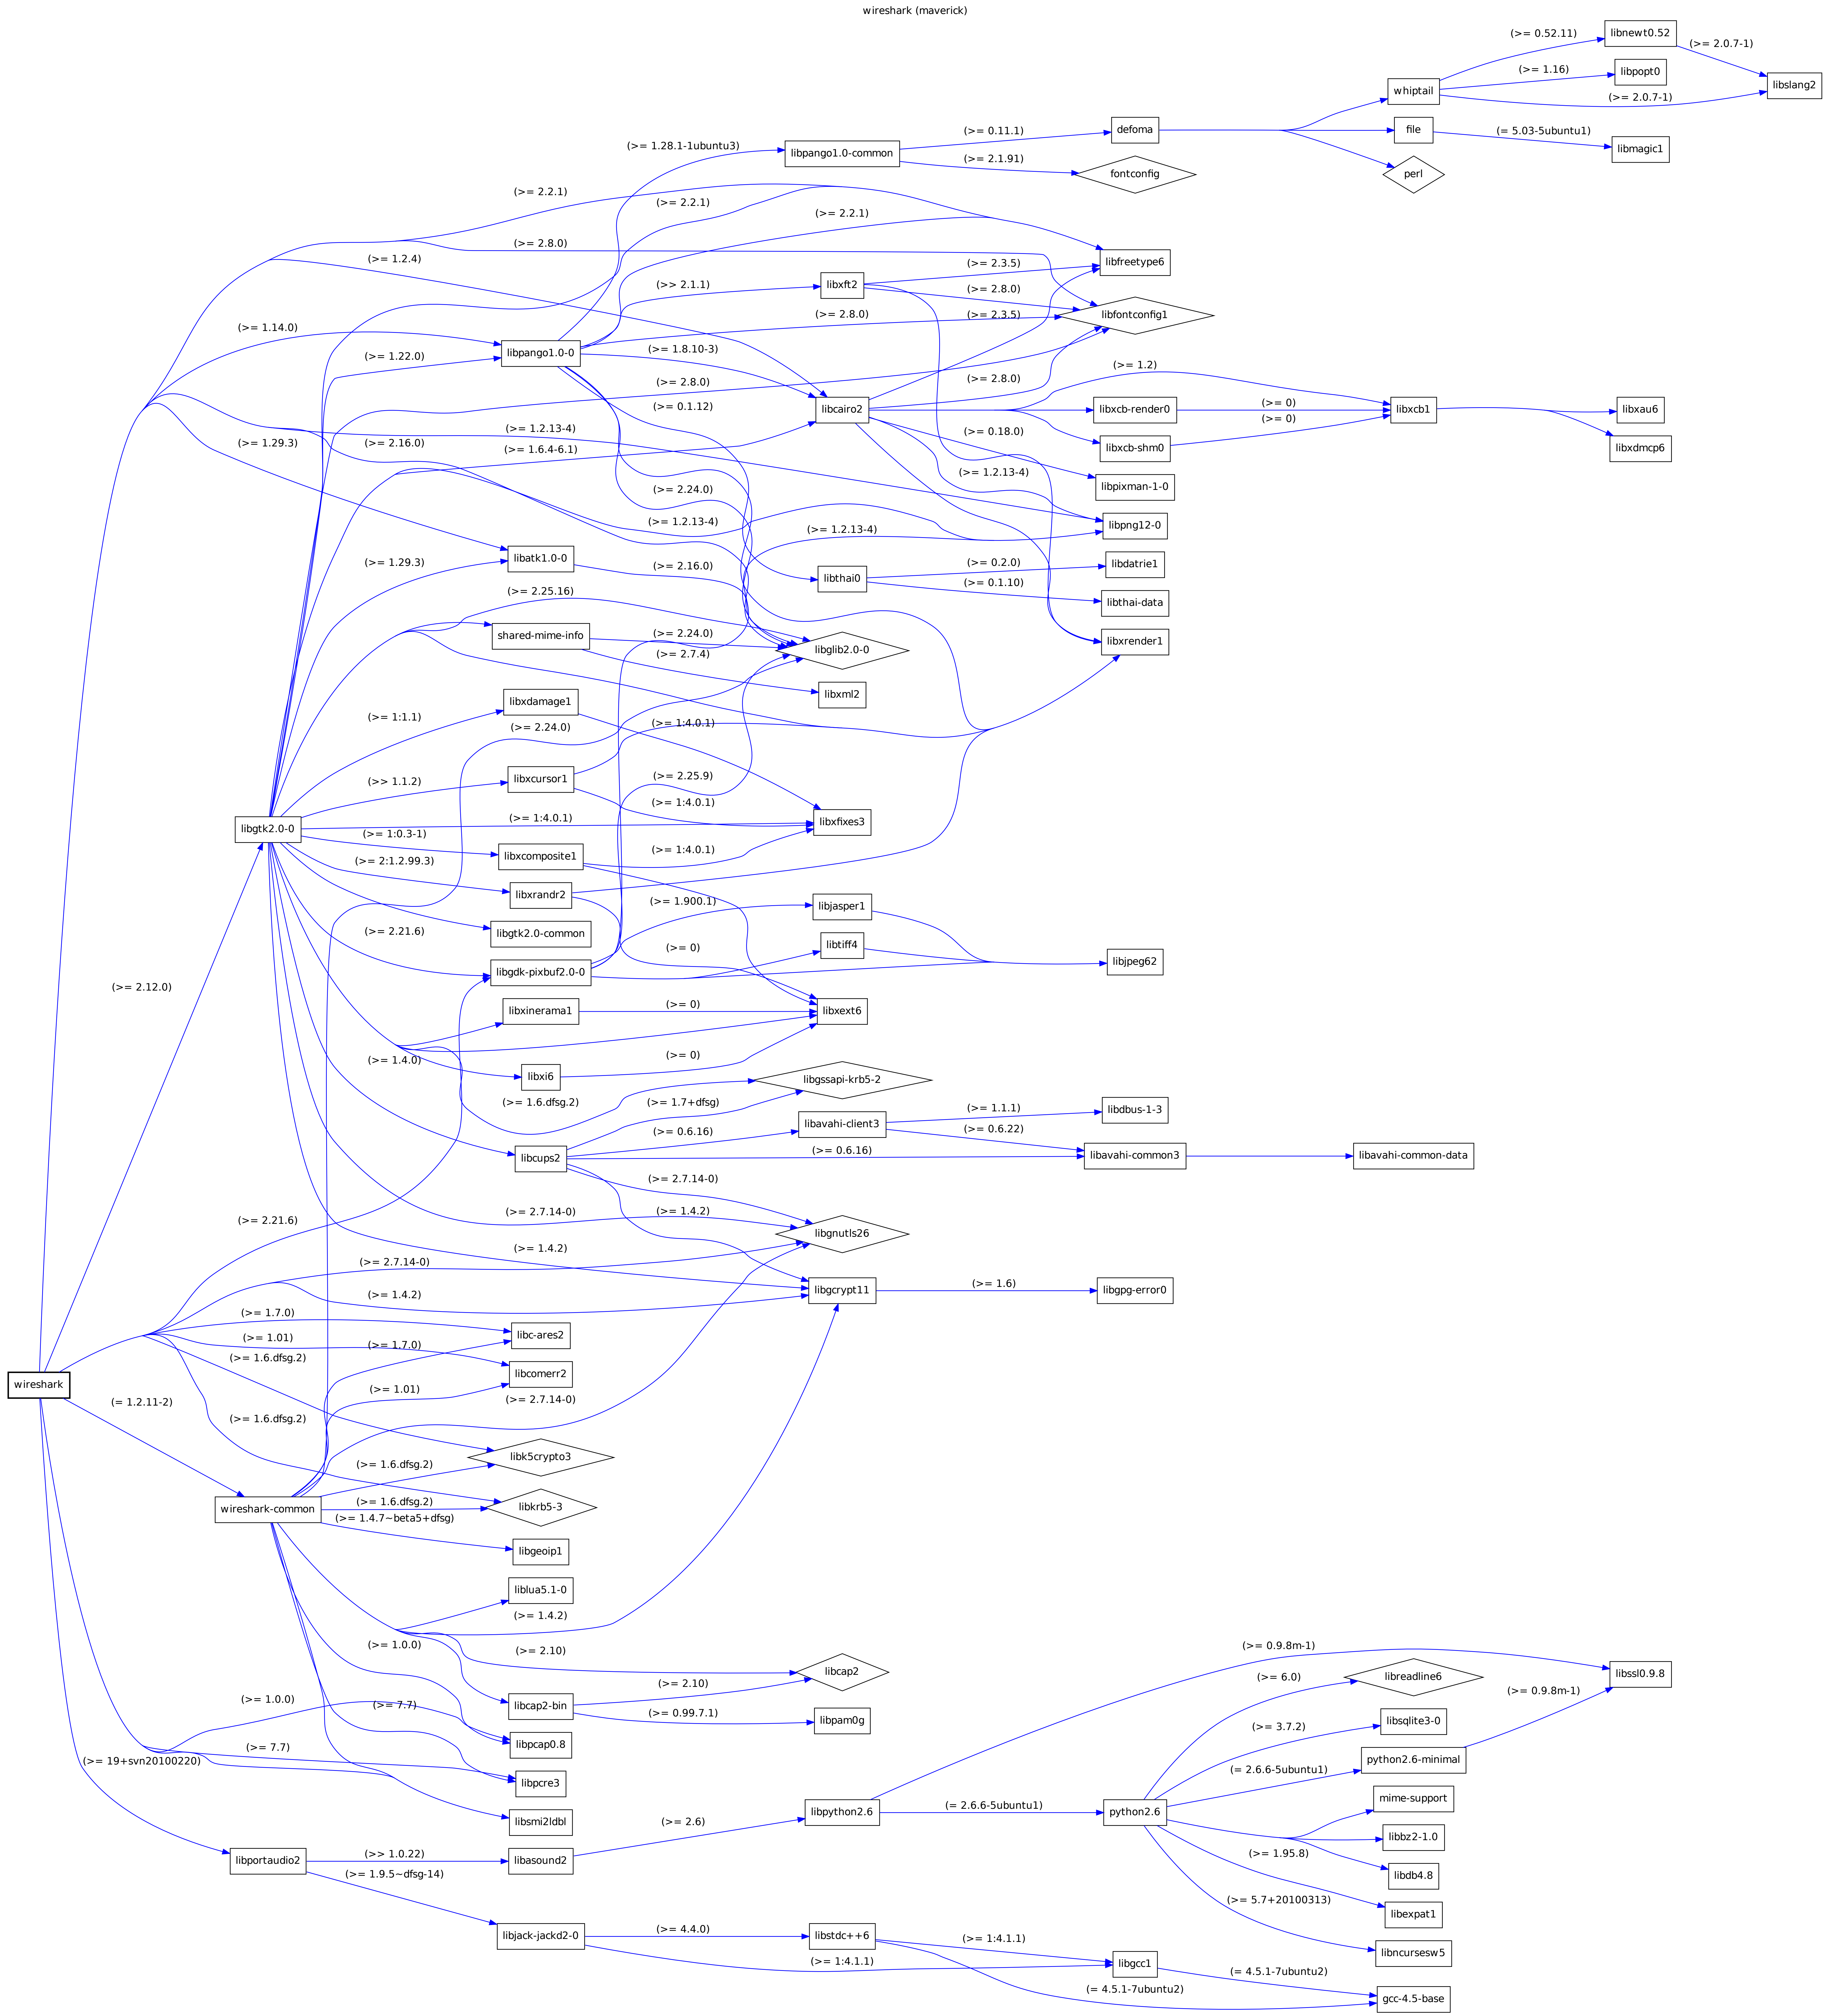 wireshark (maverick)
(>= 0.52.11)
libnewt0.52
(>= 2.0.7-1)
(>= 1.16)
libpopt0
whiptail
libslang2
(>= 2.0.7-1)
(>= 0.11.1)
defoma
file
(= 5.03-5ubuntu1)
libmagic1
(>= 1.28.1-1ubuntu3)
libpango1.0-common
(>= 2.1.91)
fontconfig
perl
(>= 2.2.1)
(>= 2.2.1)
(>= 2.2.1)
(>= 2.8.0)
(>= 1.2.4)
(>= 2.3.5)
libfreetype6
(>> 2.1.1)
libxft2
(>= 2.8.0)
(>= 2.8.0)
(>= 2.3.5)
libfontconfig1
(>= 1.14.0)
(>= 1.22.0)
libpango1.0-0
(>= 1.8.10-3)
(>= 2.8.0)
(>= 2.8.0)
(>= 1.2)
(>= 0.1.12)
libcairo2
libxcb-render0
(>= 0)
libxcb1
libxau6
(>= 0)
(>= 1.2.13-4)
(>= 0.18.0)
(>= 1.29.3)
(>= 2.16.0)
(>= 1.6.4-6.1)
libxcb-shm0
libxdmcp6
(>= 1.2.13-4)
(>= 2.24.0)
libpixman-1-0
(>= 1.2.13-4)
(>= 1.2.13-4)
libpng12-0
libatk1.0-0
(>= 1.29.3)
(>= 2.16.0)
libthai0
(>= 0.2.0)
libdatrie1
(>= 0.1.10)
libthai-data
(>= 2.25.16)
shared-mime-info
(>= 2.24.0)
libglib2.0-0
libxrender1
(>= 2.7.4)
libxml2
libxdamage1
(>= 1:1.1)
(>= 2.24.0)
(>= 1:4.0.1)
(>> 1.1.2)
libxcursor1
(>= 2.25.9)
(>= 1:4.0.1)
libgtk2.0-0
(>= 1:4.0.1)
libxfixes3
(>= 1:0.3-1)
libxcomposite1
(>= 1:4.0.1)
(>= 2:1.2.99.3)
libxrandr2
(>= 1.900.1)
libjasper1
(>= 2.21.6)
libgtk2.0-common
(>= 0)
libtiff4
libjpeg62
libgdk-pixbuf2.0-0
(>= 2.12.0)
libxinerama1
(>= 0)
libxext6
(>= 1.4.0)
(>= 0)
libxi6
libgssapi-krb5-2
(>= 1.6.dfsg.2)
(>= 1.7+dfsg)
libavahi-client3
(>= 1.1.1)
libdbus-1-3
(>= 0.6.16)
(>= 0.6.22)
libcups2
(>= 0.6.16)
libavahi-common3
libavahi-common-data
(>= 2.7.14-0)
(>= 2.21.6)
(>= 2.7.14-0)
(>= 1.4.2)
libgnutls26
(>= 1.4.2)
(>= 2.7.14-0)
(>= 1.4.2)
libgcrypt11
(>= 1.6)
libgpg-error0
(>= 1.7.0)
libc-ares2
(>= 1.01)
(>= 1.7.0)
(>= 1.6.dfsg.2)
libcomerr2
wireshark
(= 1.2.11-2)
(>= 1.01)
(>= 2.7.14-0)
(>= 1.6.dfsg.2)
libk5crypto3
(>= 1.6.dfsg.2)
wireshark-common
(>= 1.6.dfsg.2)
libkrb5-3
(>= 1.4.7~beta5+dfsg)
libgeoip1
liblua5.1-0
(>= 1.4.2)
(>= 1.0.0)
(>= 2.10)
libcap2
(>= 0.9.8m-1)
(>= 6.0)
libreadline6
libssl0.9.8
(>= 1.0.0)
(>= 7.7)
libcap2-bin
(>= 2.10)
(>= 0.99.7.1)
libpam0g
(>= 0.9.8m-1)
(>= 3.7.2)
libsqlite3-0
(>= 7.7)
libpcap0.8
(>= 19+svn20100220)
python2.6-minimal
(= 2.6.6-5ubuntu1)
libpcre3
mime-support
libsmi2ldbl
(>= 2.6)
libpython2.6
(= 2.6.6-5ubuntu1)
python2.6
libbz2-1.0
libportaudio2
(>> 1.0.22)
libasound2
(>= 1.95.8)
libdb4.8
(>= 1.9.5~dfsg-14)
(>= 5.7+20100313)
libexpat1
libjack-jackd2-0
(>= 4.4.0)
libstdc++6
(>= 1:4.1.1)
libncursesw5
(>= 1:4.1.1)
libgcc1
(= 4.5.1-7ubuntu2)
(= 4.5.1-7ubuntu2)
gcc-4.5-base